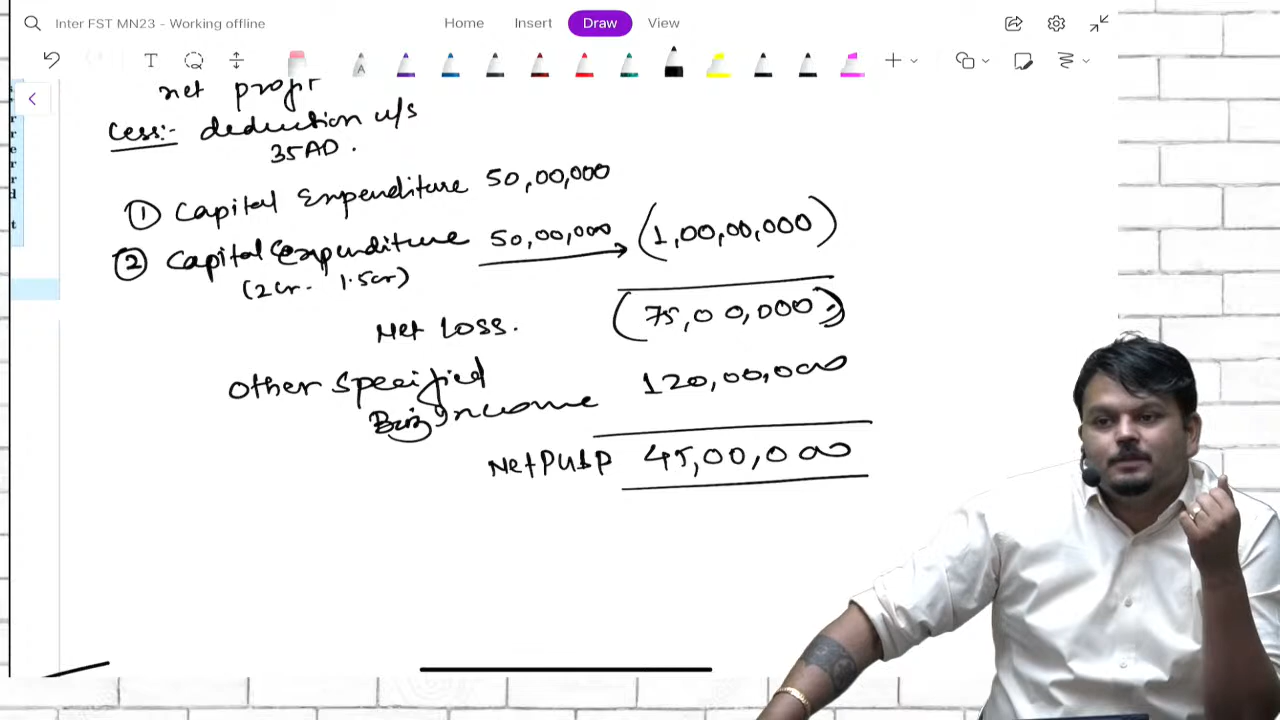 Inter FST MN23 - Working offline
Home Insert Draw View
net profit
Less:- deduction u/s
35AD.
① Capital Expenditure 50,00,000
② Capital Expenditure 50,00,000 (1,00,00,000)
(2cr - 1.5cr)
Net Loss. (75,00,000)
Other Specified 120,00,000
Biz Income
Net PGBP 45,00,000